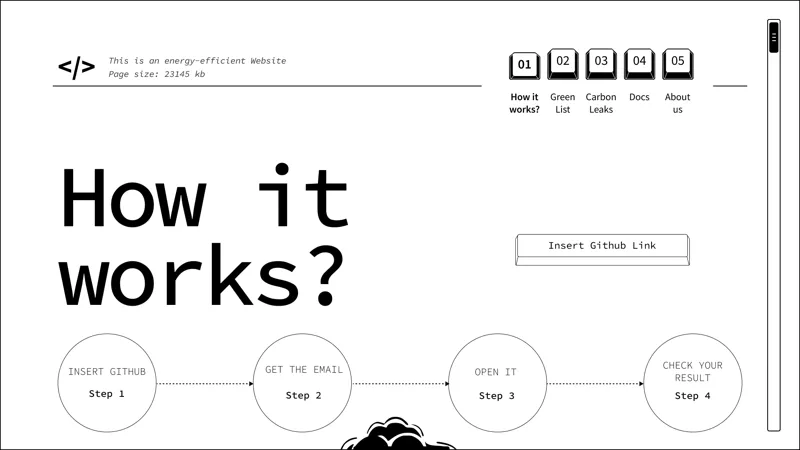 </>
This is an energy-efficient Website
Page size: 23145 kb
01
02
03
04
05
How it
works?
Green
List
Carbon
Leaks
Docs
About
us
How it
works?
Insert Github Link
INSERT GITHUB
Step 1
GET THE EMAIL
Step 2
OPEN IT
Step 3
CHECK YOUR
RESULT
Step 4